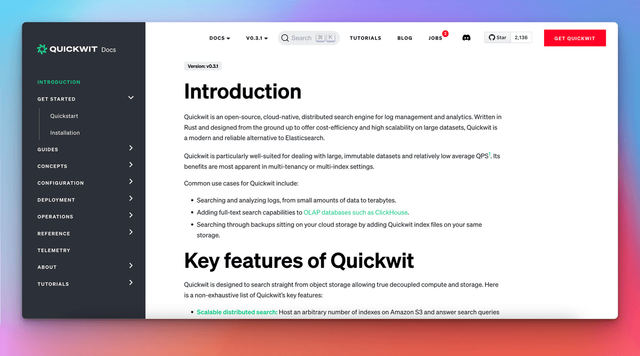 QUICKWIT Docs
DOCS
V0.3.1
Search
⌘
K
TUTORIALS
BLOG
JOBS
2
Star
2,136
GET QUICKWIT
INTRODUCTION
GET STARTED
Quickstart
Installation
GUIDES
CONCEPTS
CONFIGURATION
DEPLOYMENT
OPERATIONS
REFERENCE
TELEMETRY
ABOUT
TUTORIALS
Version: v0.3.1
Introduction
Quickwit is an open-source, cloud-native, distributed search engine for log management and analytics. Written in
Rust and designed from the ground up to offer cost-efficiency and high scalability on large datasets, Quickwit is
a modern and reliable alternative to Elasticsearch.
Quickwit is particularly well-suited for dealing with large, immutable datasets and relatively low average QPS¹. Its
benefits are most apparent in multi-tenancy or multi-index settings.
Common use cases for Quickwit include:
• Searching and analyzing logs, from small amounts of data to terabytes.
• Adding full-text search capabilities to OLAP databases such as ClickHouse.
• Searching through backups sitting on your cloud storage by adding Quickwit index files on your same
storage.
Key features of Quickwit
Quickwit is designed to search straight from object storage allowing true decoupled compute and storage. Here
is a non-exhaustive list of Quickwit's key features:
• Scalable distributed search: Host an arbitrary number of indexes on Amazon S3 and answer search queries